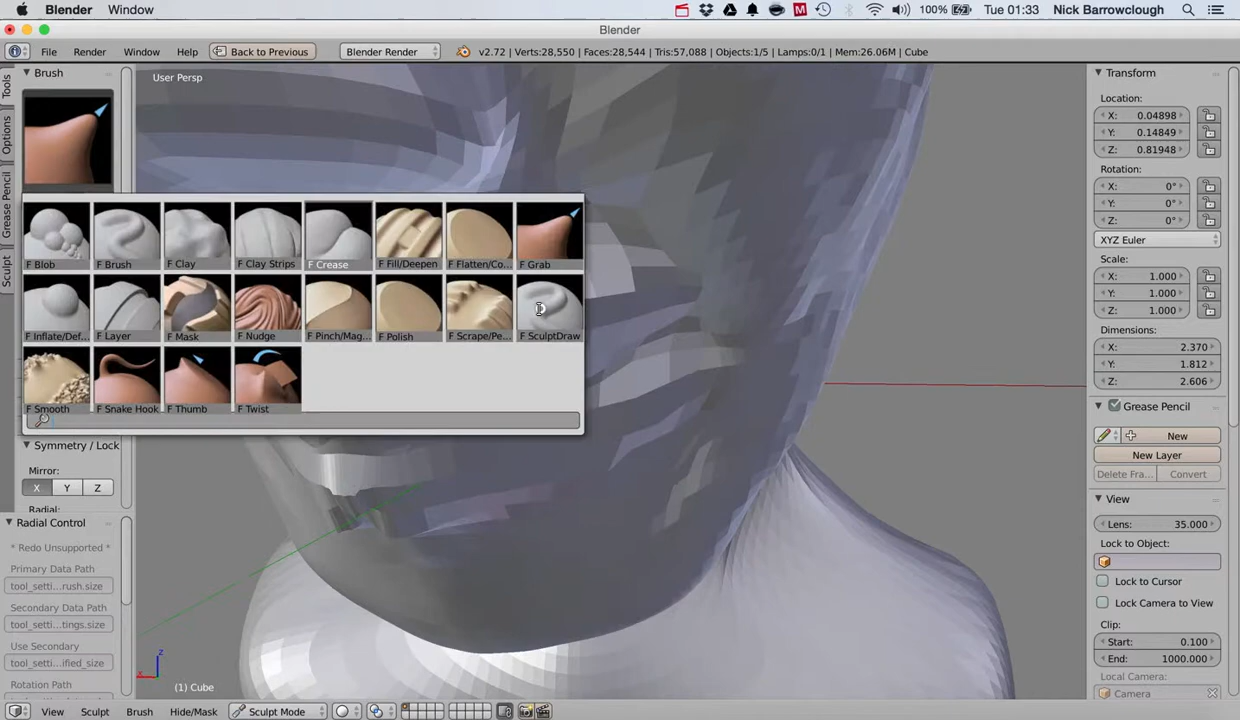 Blender Window 100% Tue 01:33 Nick Barrowclough
Blender
File Render Window Help Back to Previous Blender Render v2.72 | Verts:28,550 | Faces:28,544 | Tris:57,088 | Objects:1/5 | Lamps:0/1 | Mem:26.06M | Cube
Tools
Options
Grease Pencil
Sculpt
Brush
User Persp
F Blob F Brush F Clay F Clay Strips F Crease F Fill/Deepen F Flatten/Co... F Grab
F Inflate/Def... F Layer F Mask F Nudge F Pinch/Mag... F Polish F Scrape/Pe... F SculptDraw
F Smooth F Snake Hook F Thumb F Twist
Symmetry / Lock
Mirror:
X Y Z
Radial:
Radial Control
* Redo Unsupported *
Primary Data Path
tool_setti...rush.size
Secondary Data Path
tool_setti...tings.size
Use Secondary
tool_setti...ified_size
Rotation Path
Transform
Location:
X: 0.04898
Y: 0.14849
Z: 0.81948
Rotation:
X: 0°
Y: 0°
Z: 0°
XYZ Euler
Scale:
X: 1.000
Y: 1.000
Z: 1.000
Dimensions:
X: 2.370
Y: 1.812
Z: 2.606
Grease Pencil
New
New Layer
Delete Fra... Convert
View
Lens: 35.000
Lock to Object:
Lock to Cursor
Lock Camera to View
Clip:
Start: 0.100
End: 1000.000
Local Camera:
Camera
z
x
(1) Cube
View Sculpt Brush Hide/Mask Sculpt Mode